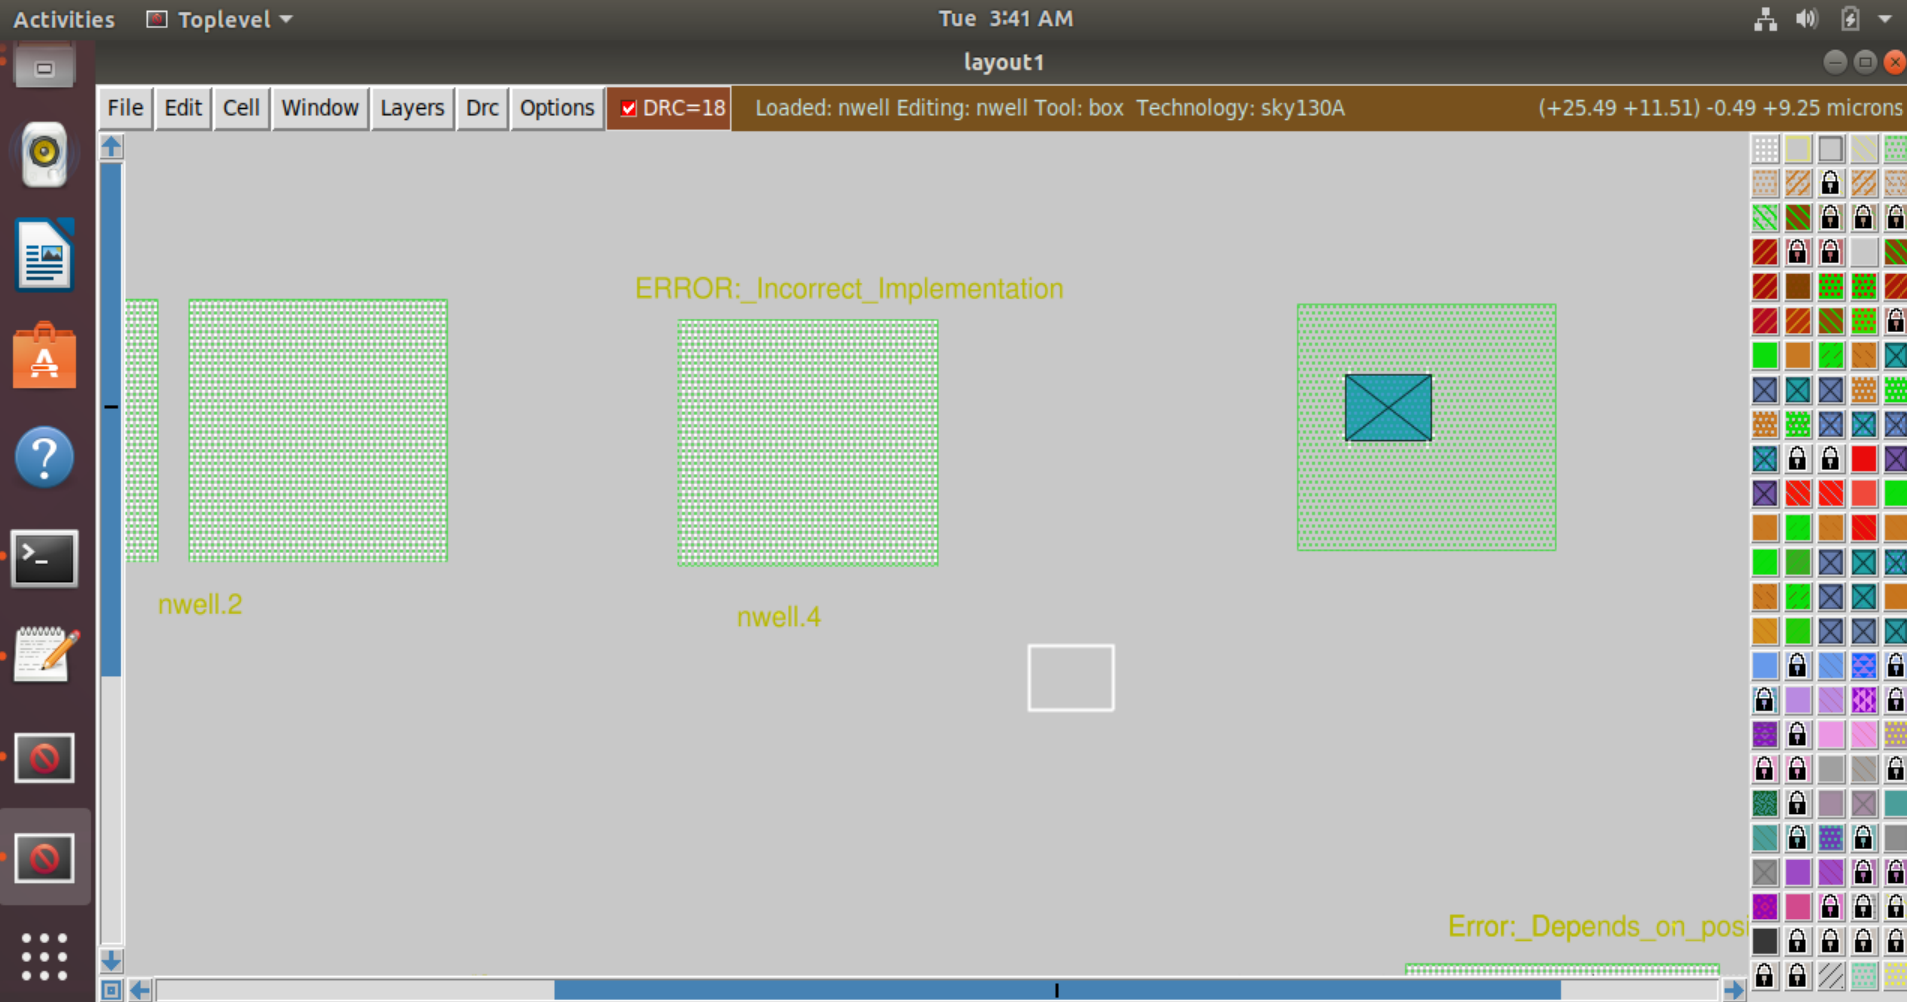 Activities Toplevel Tue 3:41 AM
layout1
File Edit Cell Window Layers Drc Options DRC=18 Loaded: nwell Editing: nwell Tool: box Technology: sky130A (+25.49 +11.51) -0.49 +9.25 microns
ERROR:_Incorrect_Implementation
nwell.2
nwell.4
Error:_Depends_on_posi